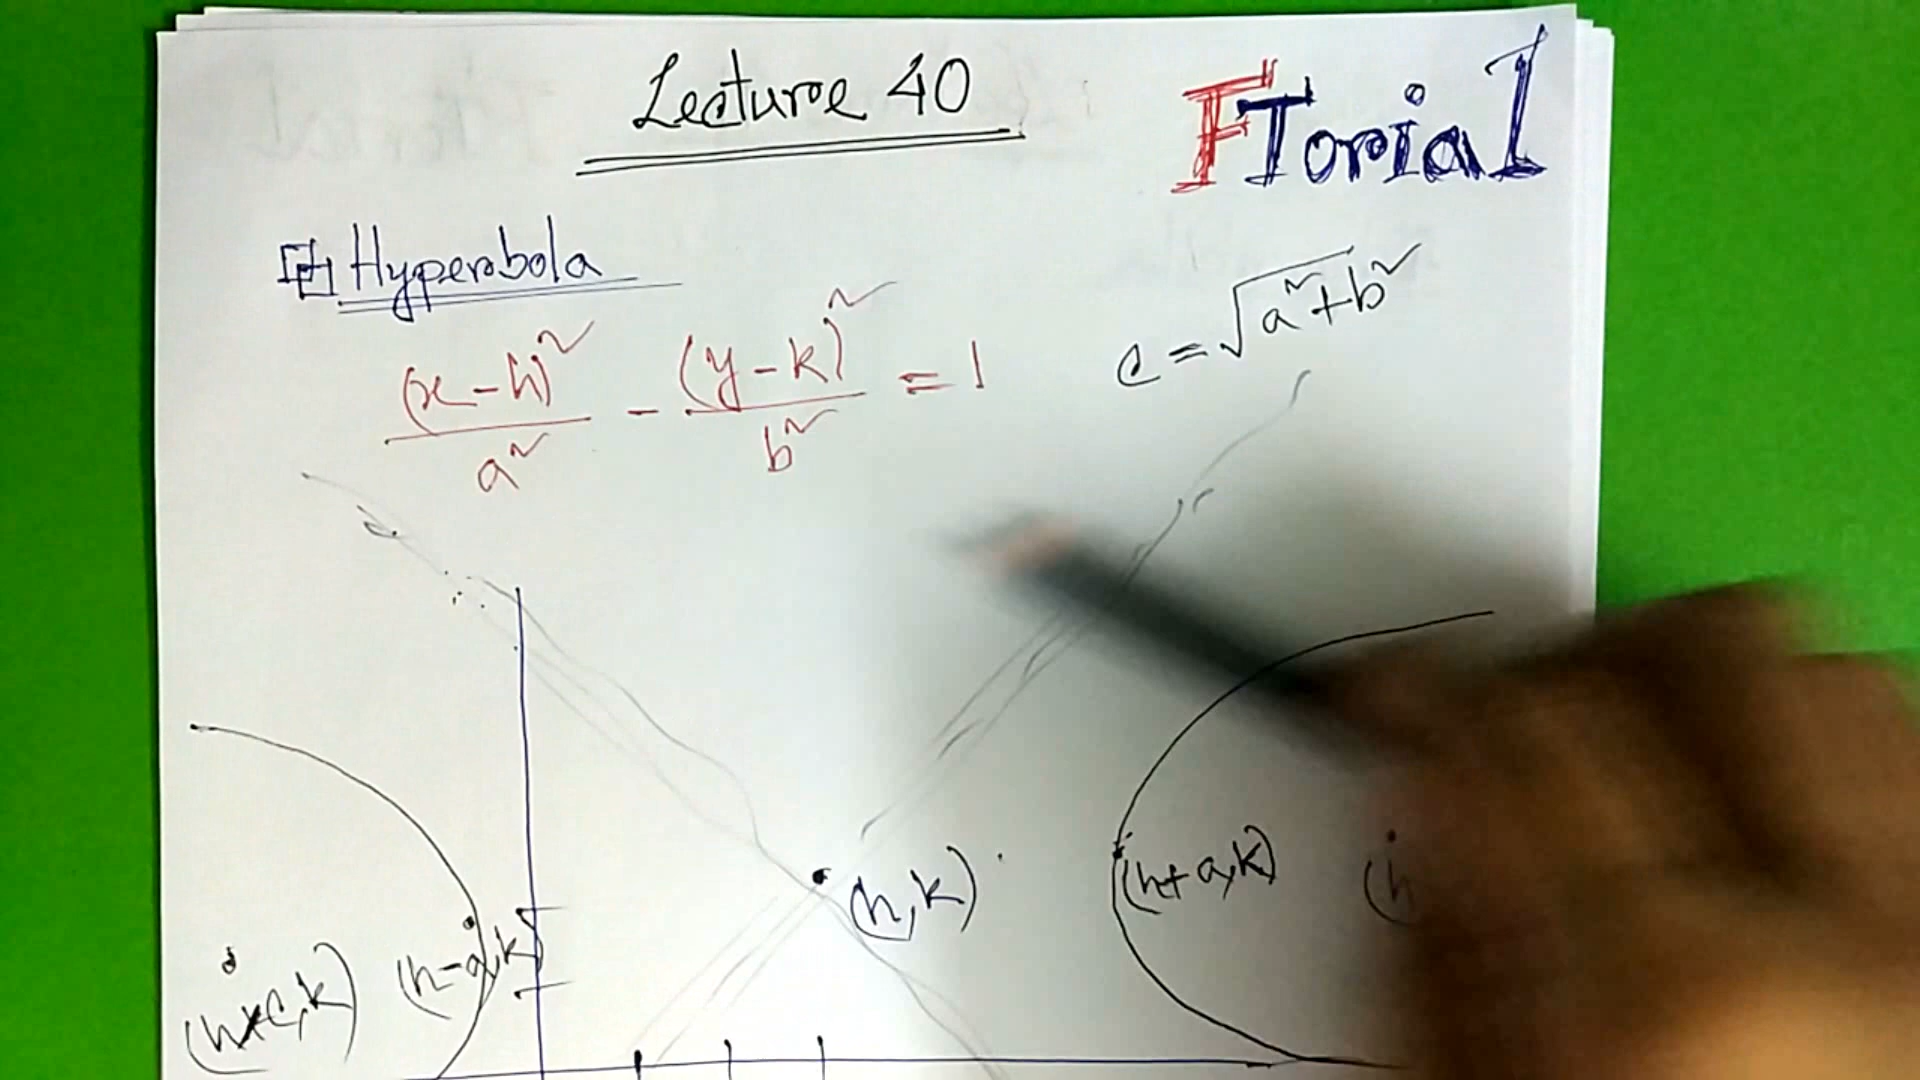 Lecture 40
FTorial
Hyperbola
(x-h)²/a² - (y-k)²/b² = 1
c = √a²+b²
(h,k)
(h+a,k)
(h
(h-a,k)
(h-c,k)